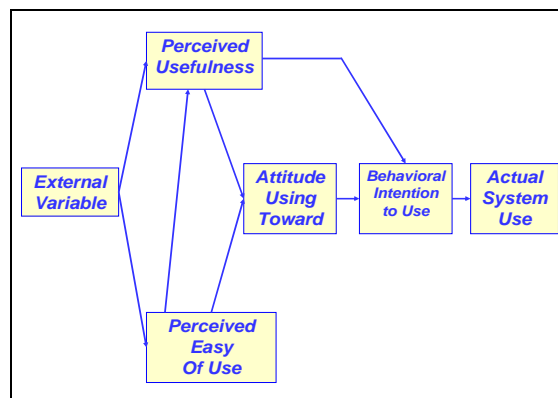 Perceived
Usefulness
External
Variable
Attitude
Using
Toward
Behavioral
Intention
to Use
Actual
System
Use
Perceived
Easy
Of Use